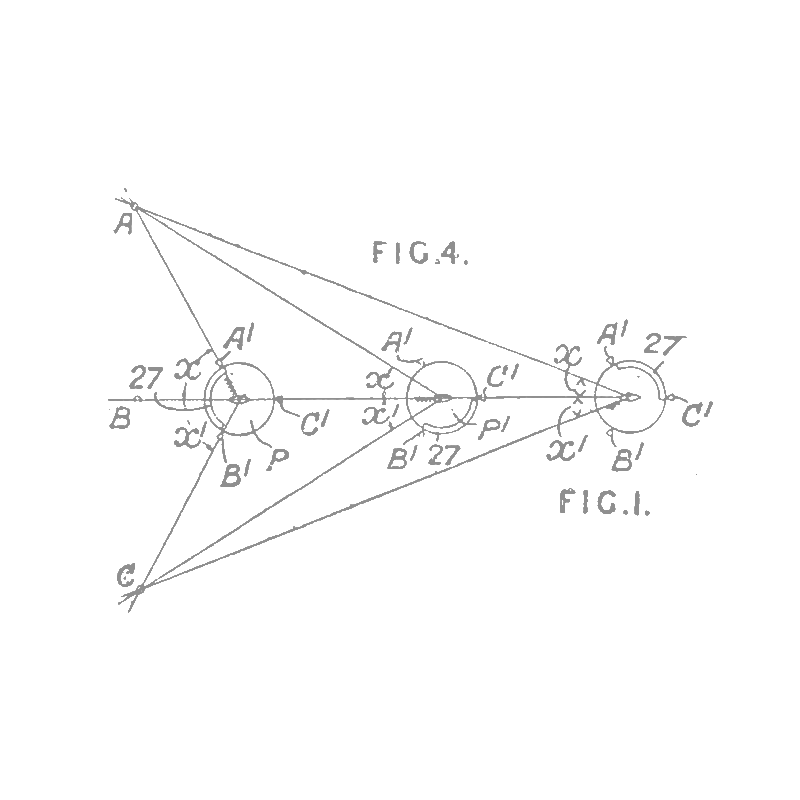 A
FIG.4.
A' A' A' 27
x x x
27 C' C'
B x' C' x'
x' B' P B' 27 P' B'
C FIG.1.